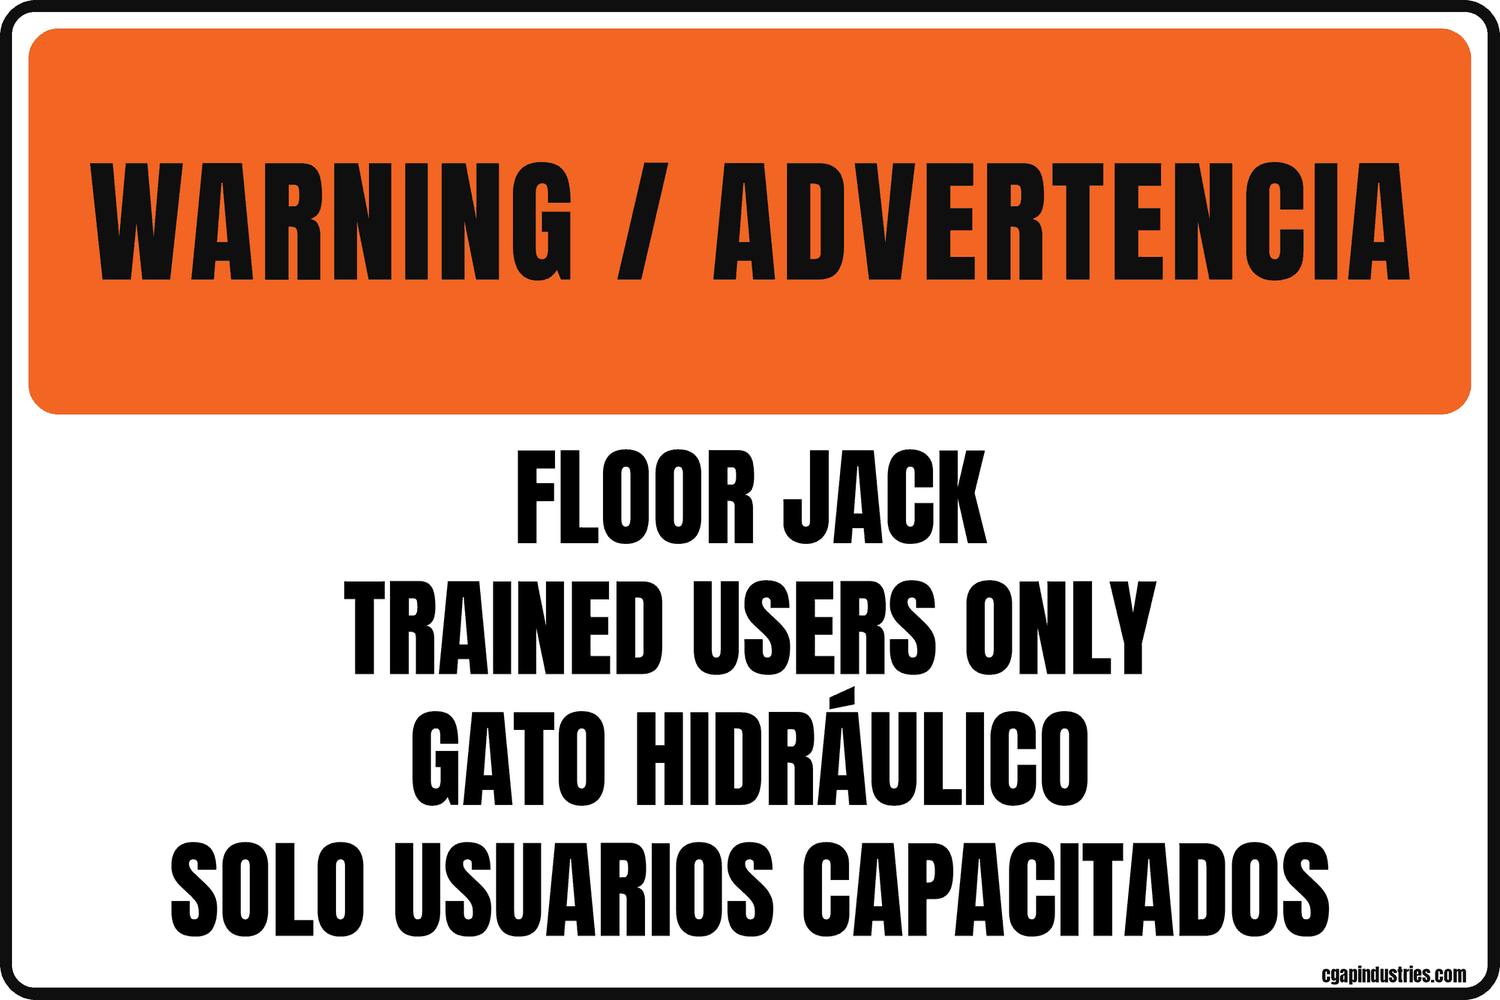 WARNING / ADVERTENCIA
FLOOR JACK
TRAINED USERS ONLY
GATO HIDRÁULICO
SOLO USUARIOS CAPACITADOS
cgapindustries.com